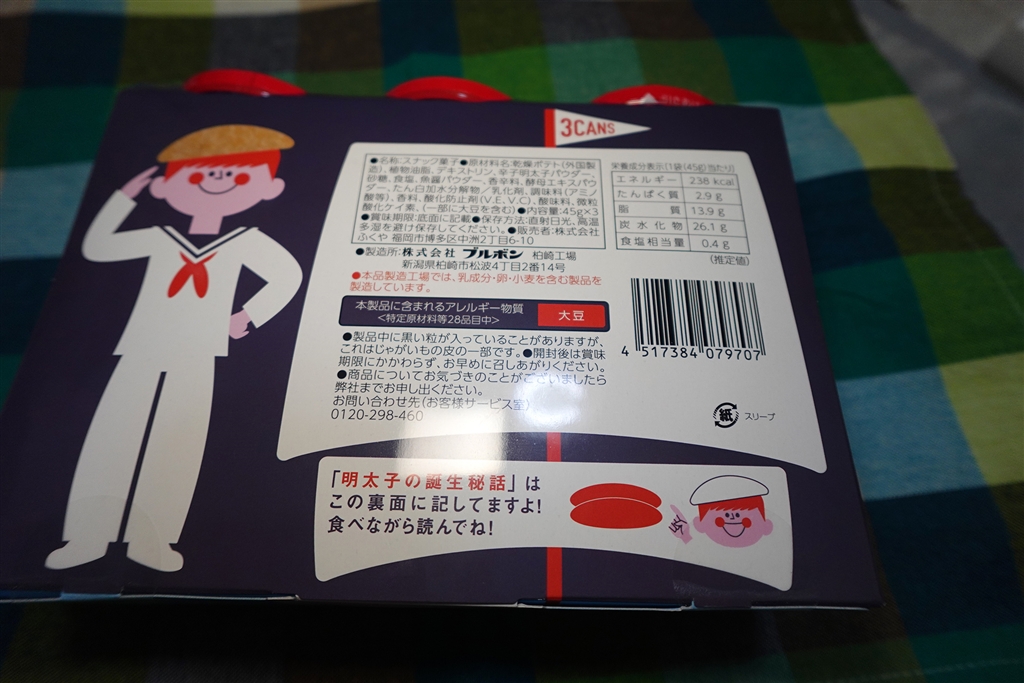 3CANS
●名称:スナック菓子●原材料名:乾燥ポテト(外国製
造)、植物油脂、デキストリン、辛子明太子パウダー、
砂糖、食塩、魚醤パウダー、香辛料、酵母エキスパウ
ダー、たん白加水分解物/乳化剤、調味料(アミノ
酸等)、香料、酸化防止剤(V.E,V.C)、酸味料、微粒
酸化ケイ素、(一部に大豆を含む)●内容量:45g×3
●賞味期限:底面に記載●保存方法:直射日光、高温
多湿を避け保存してください。●販売者:株式会社
ふくや 福岡市博多区中洲2丁目6-10
●製造所:株式会社 ブルボン 柏崎工場
新潟県柏崎市松波4丁目2番14号
●本品製造工場では、乳成分・卵・小麦を含む製品を
製造しています。
本製品に含まれるアレルギー物質
<特定原材料等28品目中>
大豆
●製品中に黒い粒が入っていることがありますが、
これはじゃがいもの皮の一部です。●開封後は賞味
期限にかかわらず、お早めに召しあがりください。
●商品についてお気づきのことがございましたら
弊社までお申し出ください。
お問い合わせ先(お客様サービス室)
0120-298-460
栄養成分表示(1袋(45g)当たり)
エネルギー 238 kcal
たんぱく質 2.9 g
脂質 13.9 g
炭水化物 26.1 g
食塩相当量 0.4 g
(推定値)
4 517384 079707
紙 スリーブ
「明太子の誕生秘話」は
この裏面に記してますよ!
食べながら読んでね!